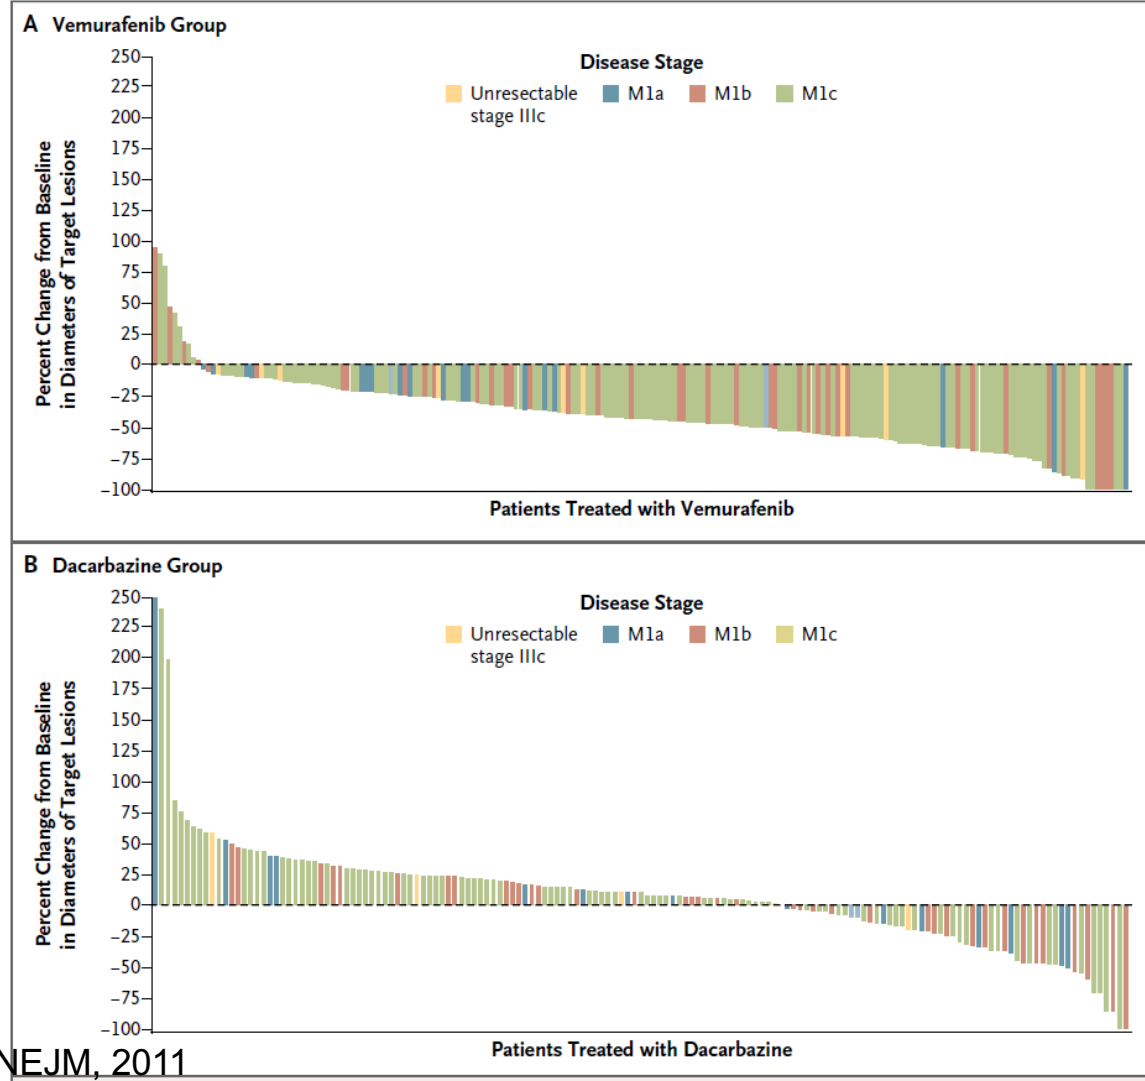 A Vemurafenib Group
Percent Change from Baseline
in Diameters of Target Lesions
250
225
200
175
150
125
100
75
50
25
0
−25
−50
−75
−100
Disease Stage
Unresectable
stage IIIc
M1a
M1b
M1c
Patients Treated with Vemurafenib
B Dacarbazine Group
Percent Change from Baseline
in Diameters of Target Lesions
250
225
200
175
150
125
100
75
50
25
0
−25
−50
−75
−100
Disease Stage
Unresectable
stage IIIc
M1a
M1b
M1c
Patients Treated with Dacarbazine
NEJM, 2011